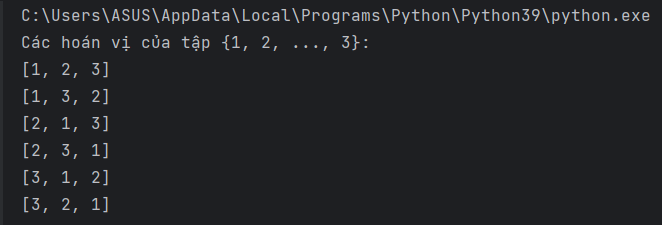 C:\Users\ASUS\AppData\Local\Programs\Python\Python39\python.exe
Các hoán vị của tập {1, 2, ..., 3}:
[1, 2, 3]
[1, 3, 2]
[2, 1, 3]
[2, 3, 1]
[3, 1, 2]
[3, 2, 1]